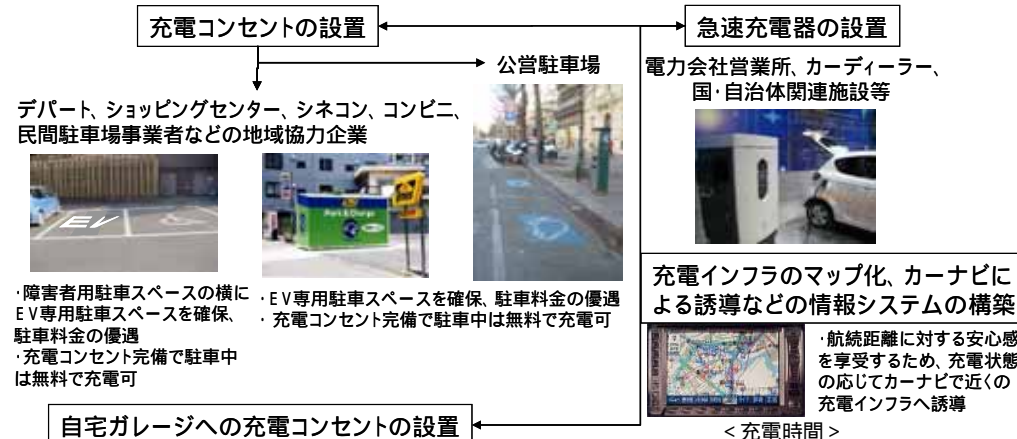 充電コンセントの設置
急速充電器の設置
公営駐車場
電力会社営業所、カーディーラー、
国・自治体関連施設等
デパート、ショッピングセンター、シネコン、コンビニ、
民間駐車場事業者などの地域協力企業
EV
Park & Charge
・障害者用駐車スペースの横に
EV専用駐車スペースを確保、
駐車料金の優遇
・充電コンセント完備で駐車中
は無料で充電可
・EV専用駐車スペースを確保、駐車料金の優遇
・充電コンセント完備で駐車中は無料で充電可
充電インフラのマップ化、カーナビに
よる誘導などの情報システムの構築
・航続距離に対する安心感
を享受するため、充電状態
の応じてカーナビで近くの
充電インフラへ誘導
自宅ガレージへの充電コンセントの設置
<充電時間>